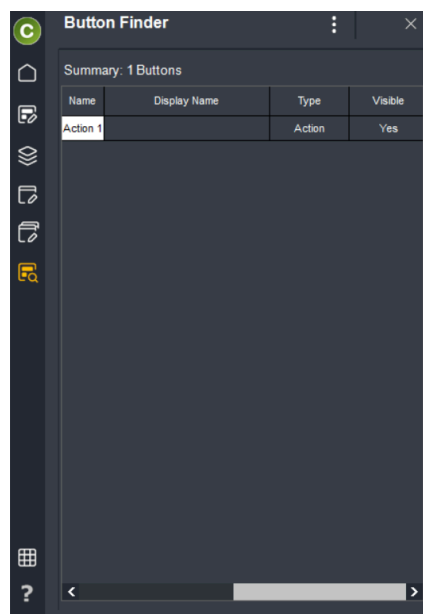 C
Button Finder
Summary: 1 Buttons
Name Display Name Type Visible
Action 1 Action Yes
?